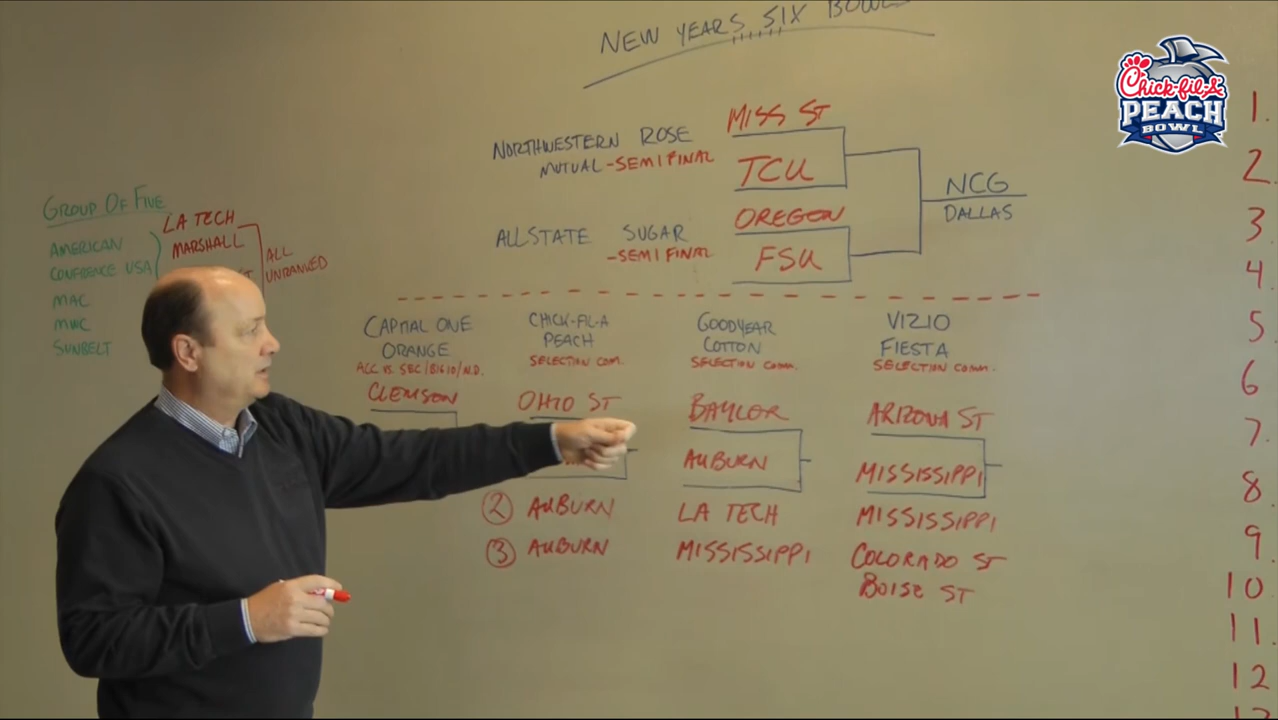 NEW YEARS SIX BOWL
Chick-fil-A
PEACH
BOWL
NORTHWESTERN ROSE
MUTUAL -SEMIFINAL
MISS ST
TCU
ALLSTATE SUGAR
-SEMIFINAL
OREGON
FSU
NCG
DALLAS
GROUP OF FIVE
AMERICAN
CONFRENCE USA
MAC
MWC
SUNBELT
LA TECH
MARSHALL
ST
ALL
UNRANKED
CAPITAL ONE
ORANGE
ACC VS. SEC/BIG10/N.D.
CLEMSON
CHICK-FIL-A
PEACH
SELECTION COM.
OHIO ST
2 AUBURN
3 AUBURN
GOODYEAR
COTTON
SELECTION COMM.
BAYLOR
AUBURN
LA TECH
MISSISSIPPI
VIZIO
FIESTA
SELECTION COMM.
ARIZONA ST
MISSISSIPPI
MISSISSIPPI
COLORADO ST
BOISE ST
1.
2.
3.
4.
5.
6.
7.
8.
9.
10.
11.
12.